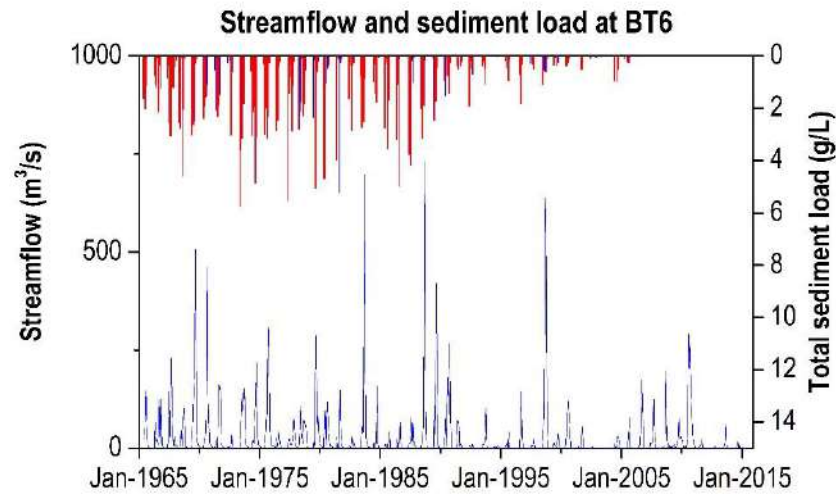 Streamflow and sediment load at BT6
1000
500
0
Streamflow (m³/s)
0
2
4
6
8
10
12
14
Total sediment load (g/L)
Jan-1965 Jan-1975 Jan-1985 Jan-1995 Jan-2005 Jan-2015